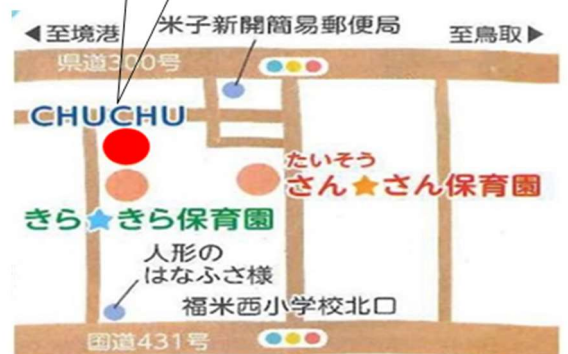 ◀至境港
米子新開簡易郵便局
至鳥取▶
県道300号
CHUCHU
たいそう
さん★さん保育園
きら★きら保育園
人形の
はなふさ様
福米西小学校北口
国道431号